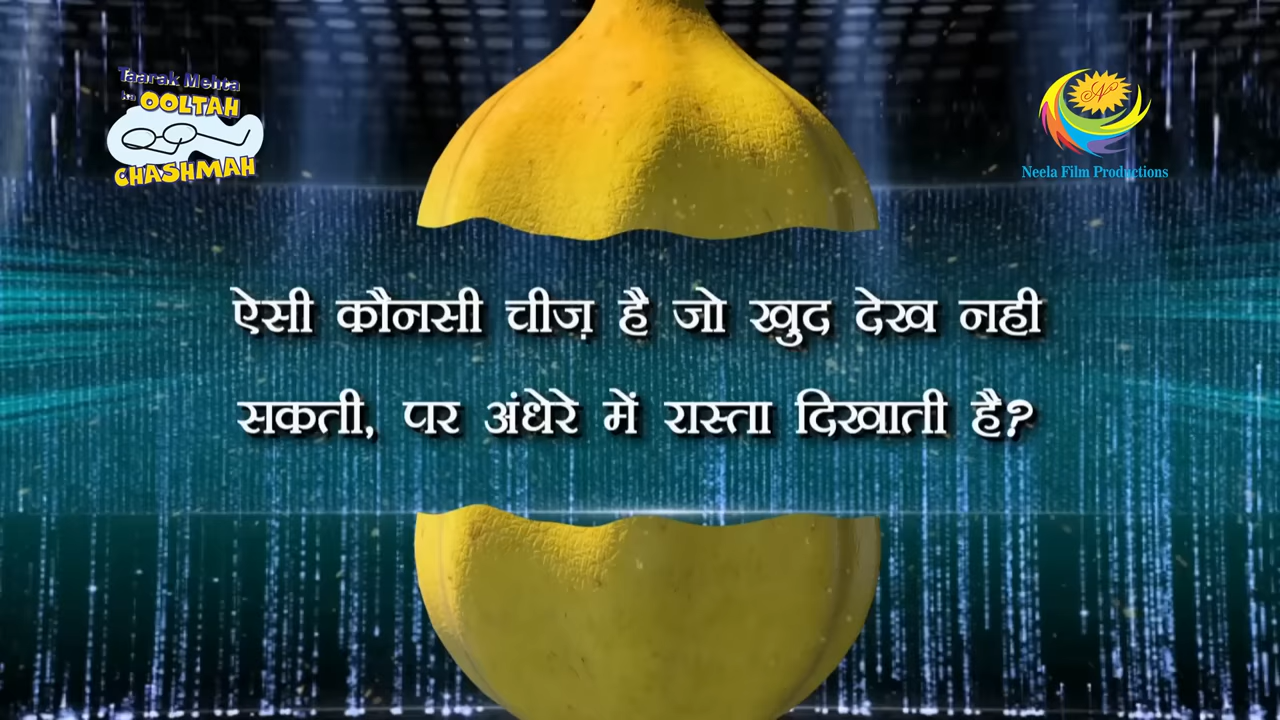 Taarak Mehta
ka OOLTAH
CHASHMAH
Neela Film Productions
ऐसी कौनसी चीज़ है जो खुद देख नही
सकती, पर अंधेरे में रास्ता दिखाती है?